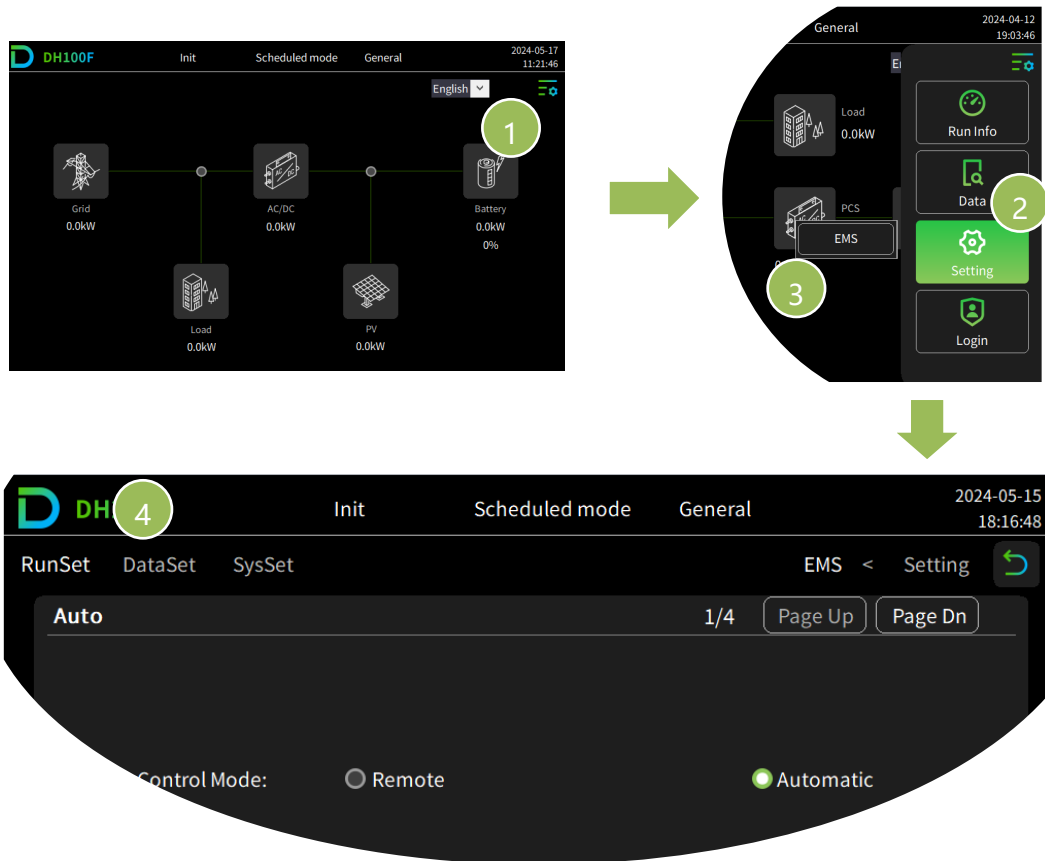 DH100F Init Scheduled mode General 2024-05-17
11:21:46
English
1
Grid
0.0kW
AC/DC
0.0kW
Battery
0.0kW
0%
Load
0.0kW
PV
0.0kW
General 2024-04-12
19:03:46
Load
0.0kW
Run Info
Data
2
PCS
EMS
Setting
3
Login
DH
4
Init Scheduled mode General 2024-05-15
18:16:48
RunSet DataSet SysSet EMS < Setting
Auto 1/4 Page Up Page Dn
Control Mode: Remote Automatic